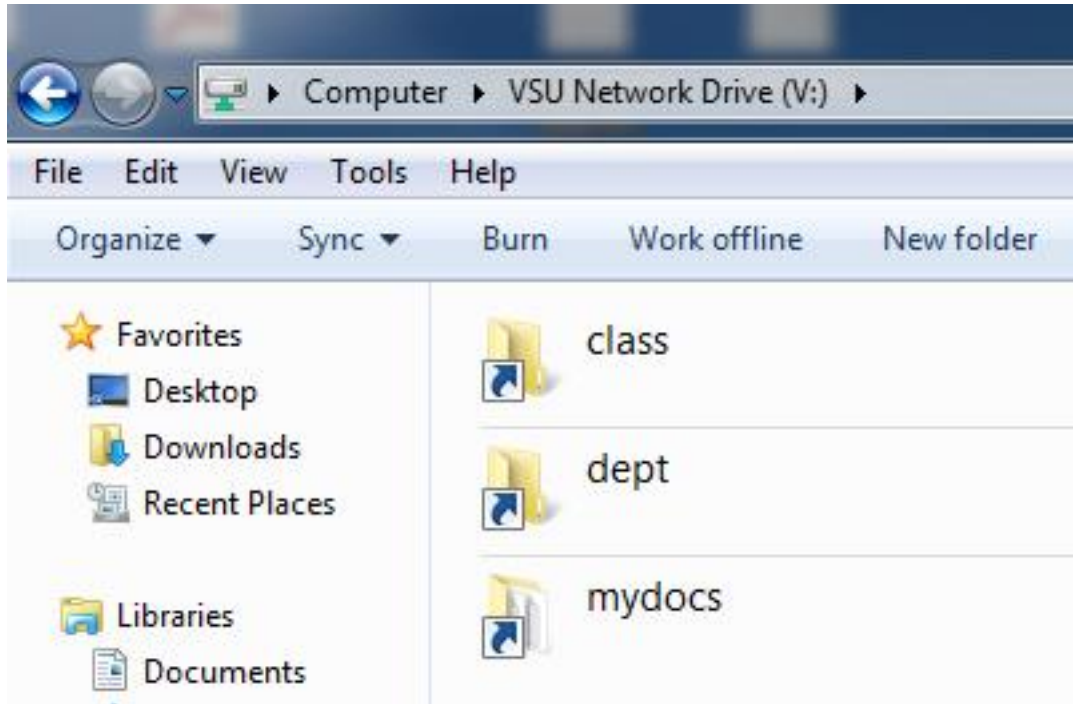 Computer VSU Network Drive (V:)
File Edit View Tools Help
Organize Sync Burn Work offline New folder
Favorites
Desktop
Downloads
Recent Places
Libraries
Documents
class
dept
mydocs